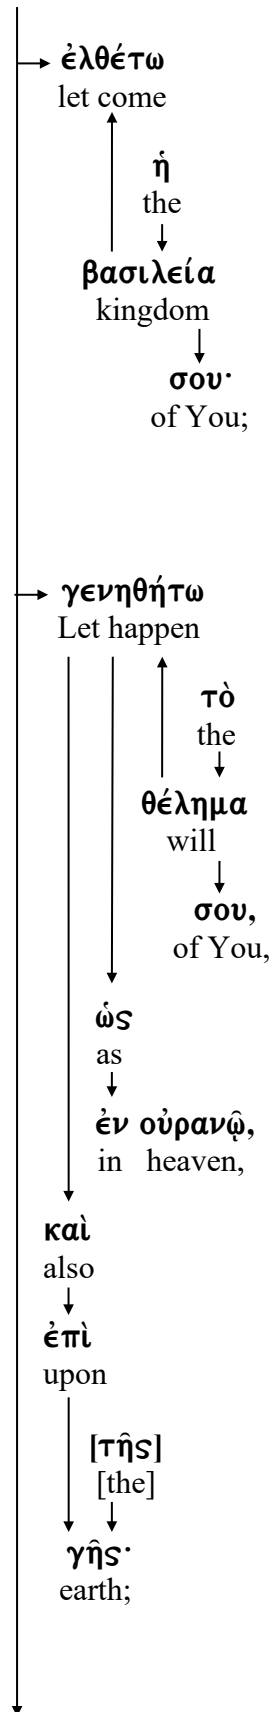 ἐλθέτω
let come
ἡ
the
βασιλεία
kingdom
σου·
of You;
γενηθήτω
Let happen
τὸ
the
θέλημα
will
σου,
of You,
ὡς
as
ἐν οὐρανῷ,
in heaven,
καὶ
also
ἐπὶ
upon
[τῆς]
[the]
γῆς·
earth;